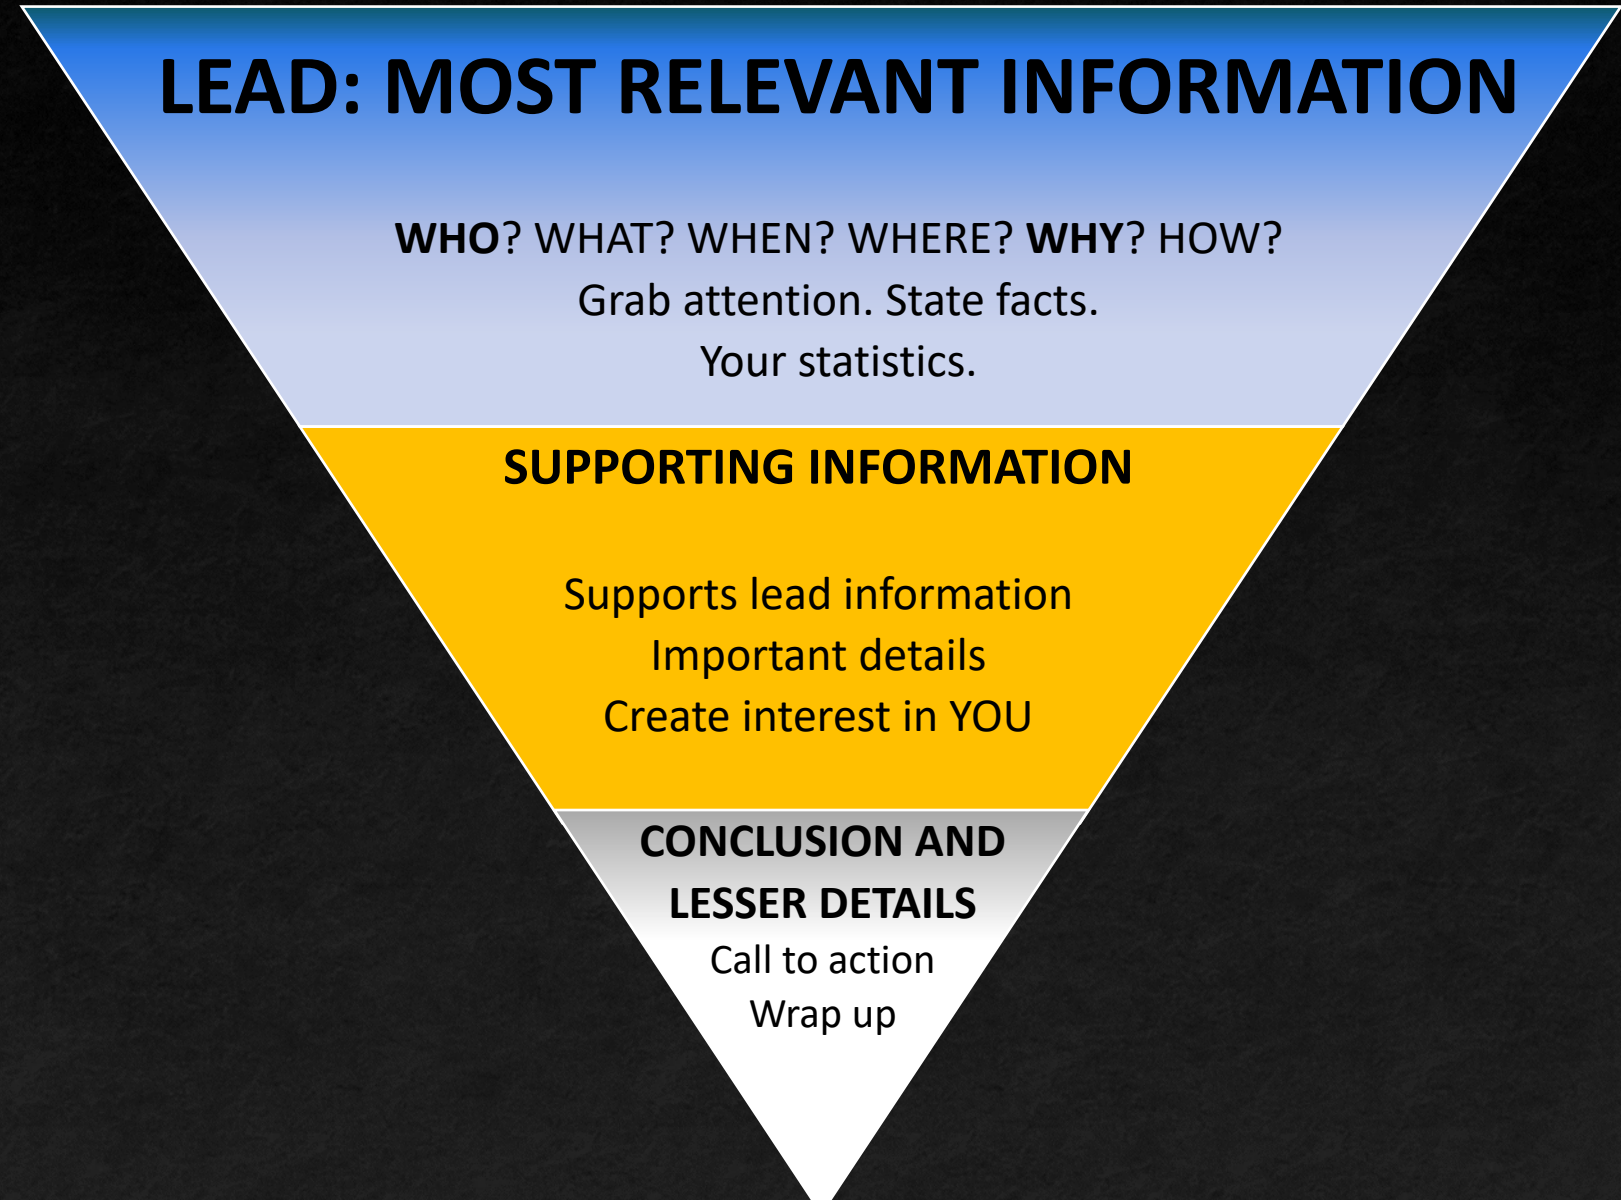 LEAD: MOST RELEVANT INFORMATION
WHO? WHAT? WHEN? WHERE? WHY? HOW?
Grab attention. State facts.
Your statistics.
SUPPORTING INFORMATION
Supports lead information
Important details
Create interest in YOU
CONCLUSION AND
LESSER DETAILS
Call to action
Wrap up